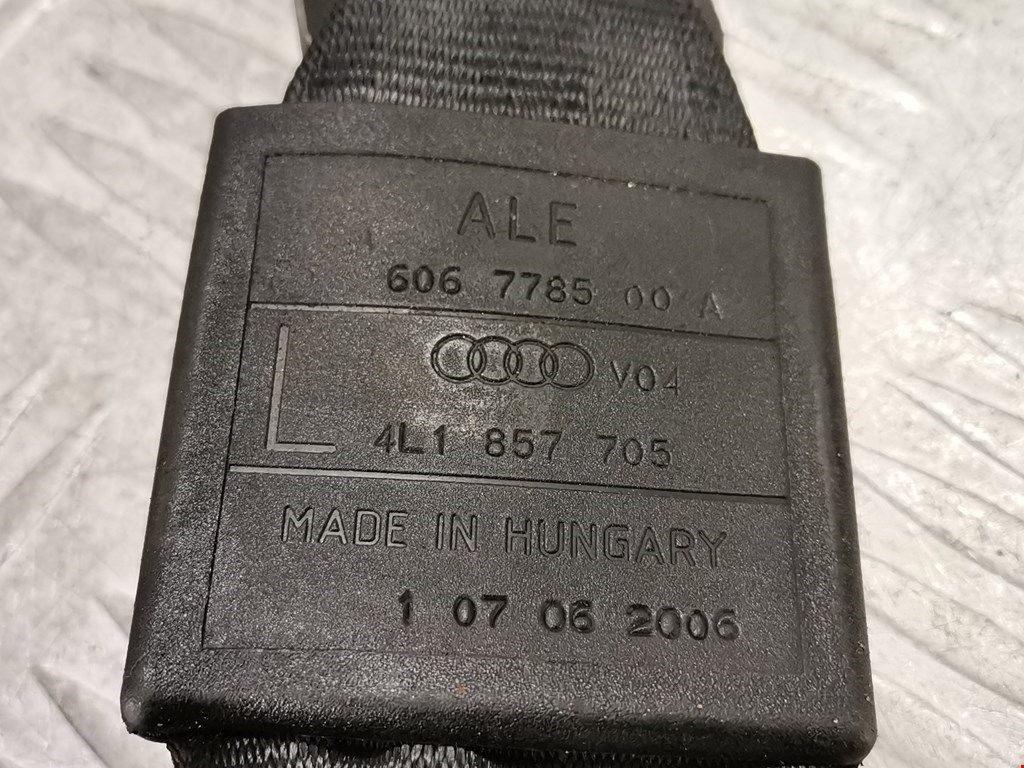 ALE
606 7785 00 A
L
V04
4L1 857 705
MADE IN HUNGARY
1 07 06 2006